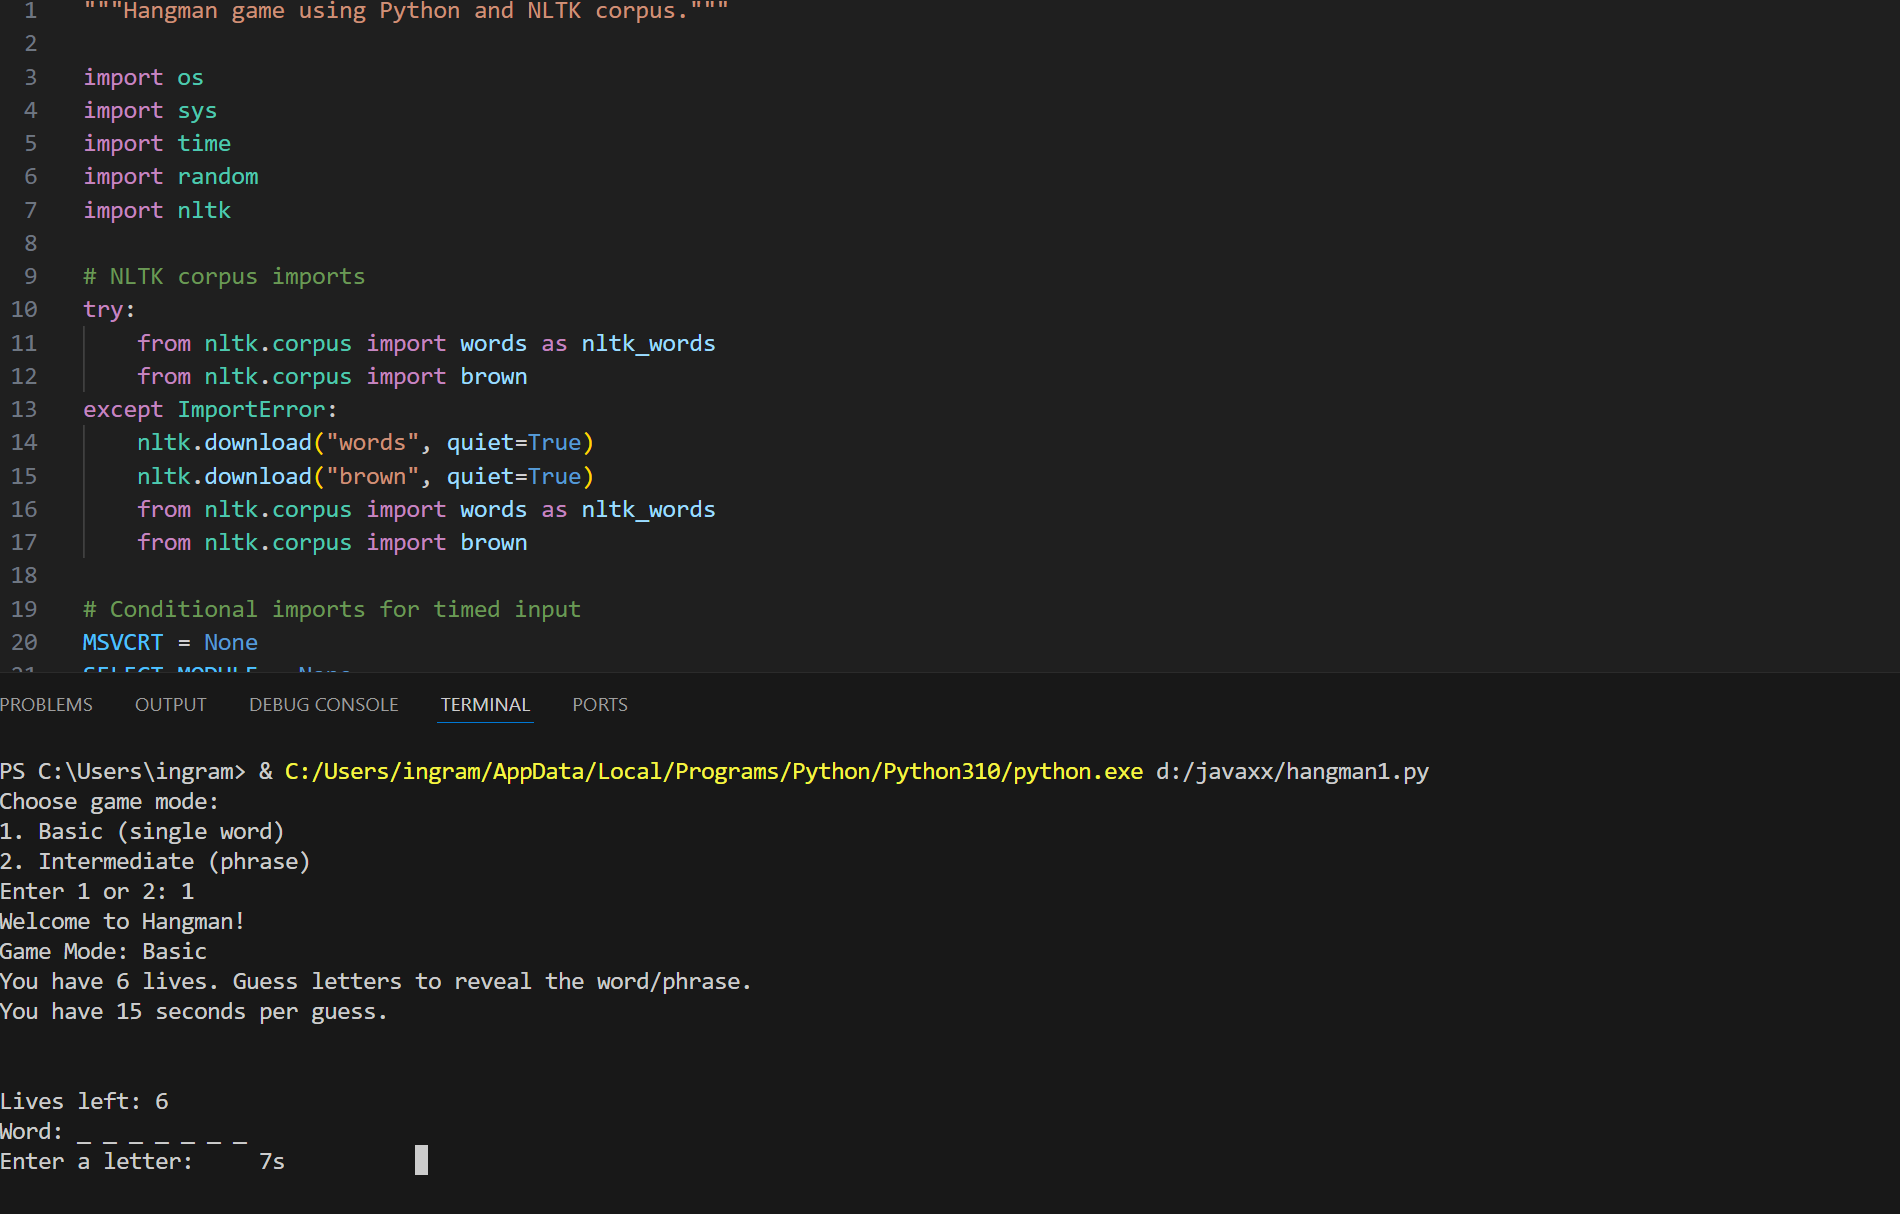 1 """Hangman game using Python and NLTK corpus."""
2
3 import os
4 import sys
5 import time
6 import random
7 import nltk
8
9 # NLTK corpus imports
10 try:
11     from nltk.corpus import words as nltk_words
12     from nltk.corpus import brown
13 except ImportError:
14     nltk.download("words", quiet=True)
15     nltk.download("brown", quiet=True)
16     from nltk.corpus import words as nltk_words
17     from nltk.corpus import brown
18
19 # Conditional imports for timed input
20 MSVCRT = None
21 SELECT_MODULE = None
PROBLEMS OUTPUT DEBUG CONSOLE TERMINAL PORTS
PS C:\Users\ingram> & C:/Users/ingram/AppData/Local/Programs/Python/Python310/python.exe d:/javaxx/hangman1.py
Choose game mode:
1. Basic (single word)
2. Intermediate (phrase)
Enter 1 or 2: 1
Welcome to Hangman!
Game Mode: Basic
You have 6 lives. Guess letters to reveal the word/phrase.
You have 15 seconds per guess.
Lives left: 6
Word: _ _ _ _ _ _ _
Enter a letter:     7s